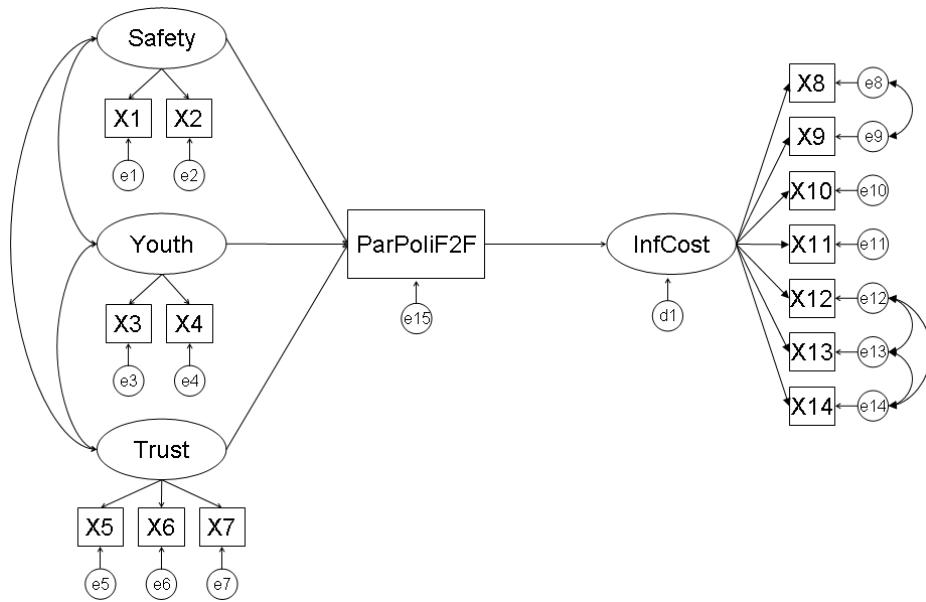 Safety
X1 X2
e1 e2
Youth
X3 X4
e3 e4
Trust
X5 X6 X7
e5 e6 e7
ParPoliF2F
e15
InfCost
d1
X8 e8
X9 e9
X10 e10
X11 e11
X12 e12
X13 e13
X14 e14